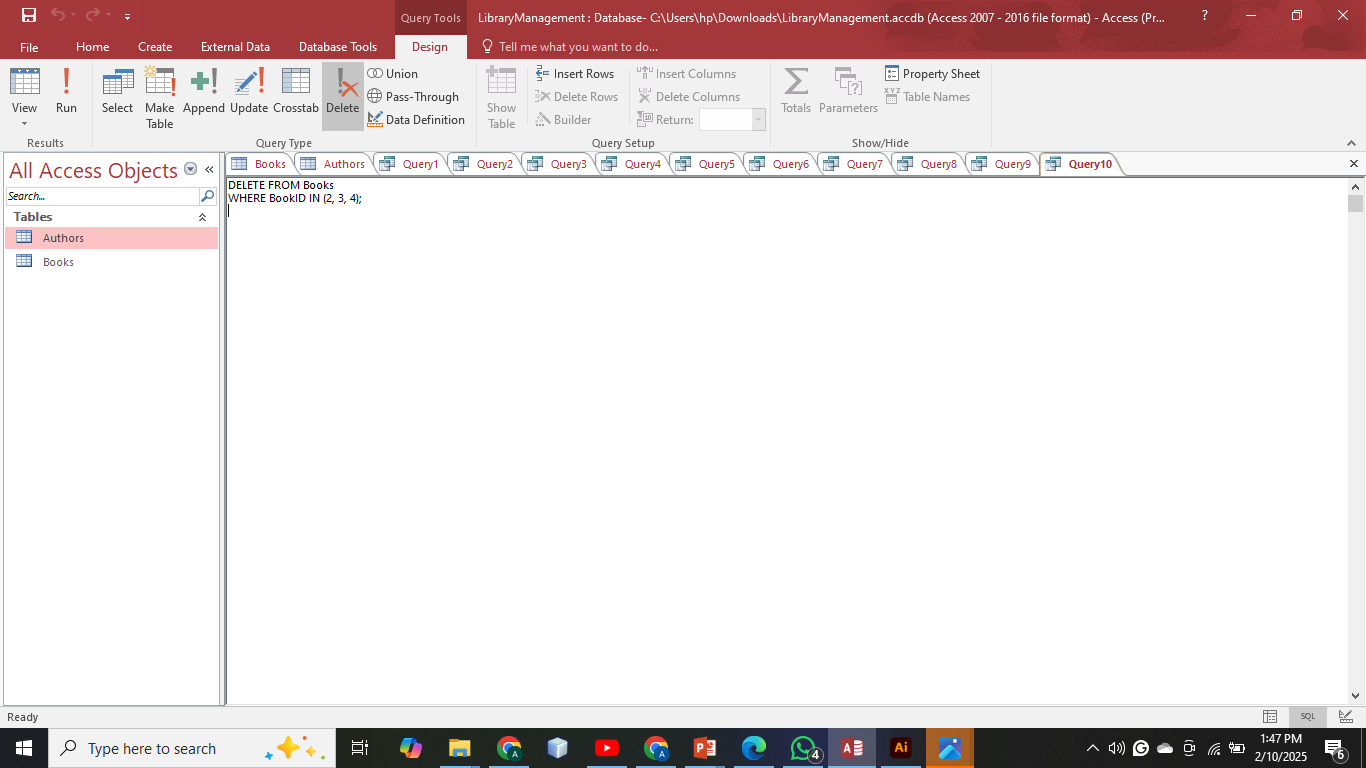 Query Tools
LibraryManagement : Database- C:\Users\hp\Downloads\LibraryManagement.accdb (Access 2007 - 2016 file format) - Access (Pr...
?
File
Home
Create
External Data
Database Tools
Design
Tell me what you want to do...
View
Run
Results
Select
Make
Table
Append
Update
Crosstab
Delete
Union
Pass-Through
Data Definition
Query Type
Show
Table
Insert Rows
Delete Rows
Builder
Insert Columns
Delete Columns
Return:
Query Setup
Totals
Parameters
Property Sheet
Table Names
Show/Hide
All Access Objects
Search...
Tables
Authors
Books
Books
Authors
Query1
Query2
Query3
Query4
Query5
Query6
Query7
Query8
Query9
Query10
DELETE FROM Books
WHERE BookID IN (2, 3, 4);
Ready
SQL
Type here to search
4
A
Ai
1:47 PM
2/10/2025
6